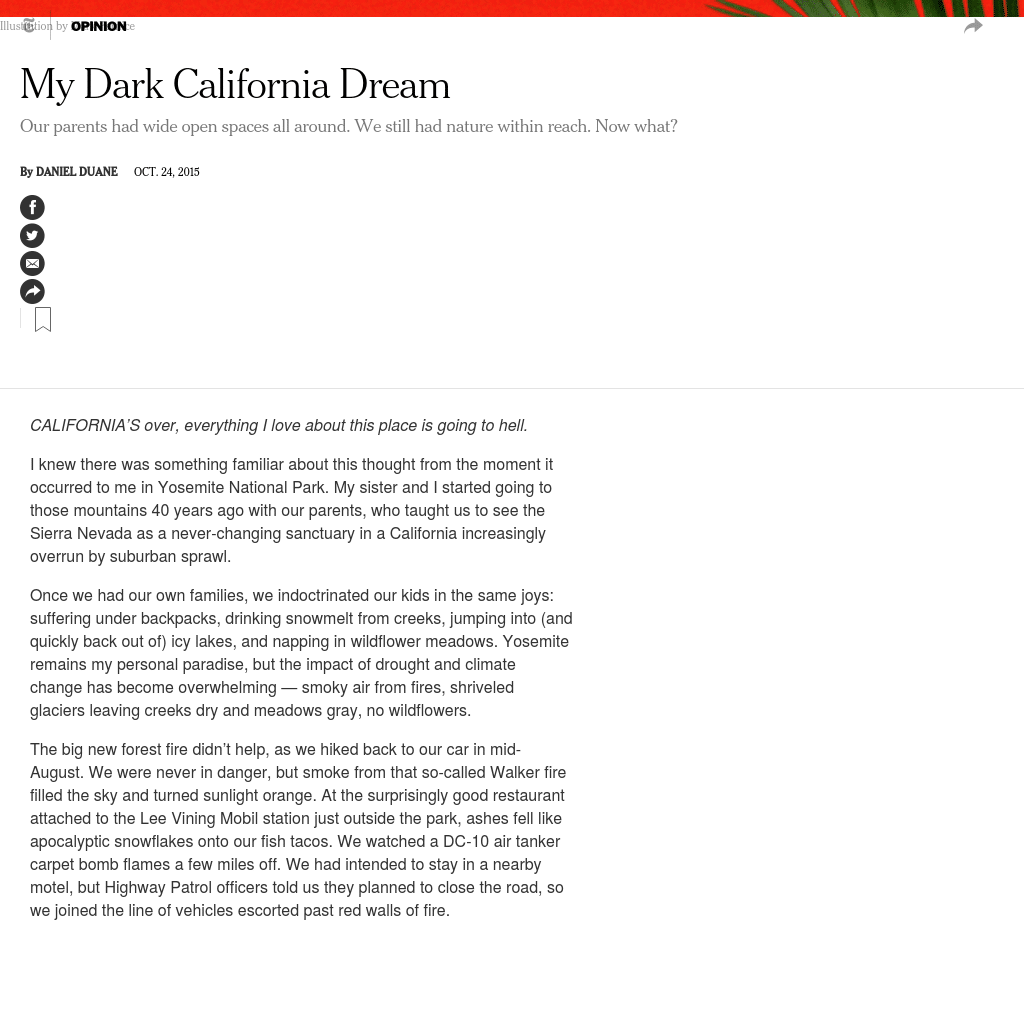 Illustration by
OPINION
My Dark California Dream
Our parents had wide open spaces all around. We still had nature within reach. Now what?
By DANIEL DUANE OCT. 24, 2015
CALIFORNIA’S over, everything I love about this place is going to hell.
I knew there was something familiar about this thought from the moment it
occurred to me in Yosemite National Park. My sister and I started going to
those mountains 40 years ago with our parents, who taught us to see the
Sierra Nevada as a never-changing sanctuary in a California increasingly
overrun by suburban sprawl.
Once we had our own families, we indoctrinated our kids in the same joys:
suffering under backpacks, drinking snowmelt from creeks, jumping into (and
quickly back out of) icy lakes, and napping in wildflower meadows. Yosemite
remains my personal paradise, but the impact of drought and climate
change has become overwhelming — smoky air from fires, shriveled
glaciers leaving creeks dry and meadows gray, no wildflowers.
The big new forest fire didn’t help, as we hiked back to our car in mid-
August. We were never in danger, but smoke from that so-called Walker fire
filled the sky and turned sunlight orange. At the surprisingly good restaurant
attached to the Lee Vining Mobil station just outside the park, ashes fell like
apocalyptic snowflakes onto our fish tacos. We watched a DC-10 air tanker
carpet bomb flames a few miles off. We had intended to stay in a nearby
motel, but Highway Patrol officers told us they planned to close the road, so
we joined the line of vehicles escorted past red walls of fire.